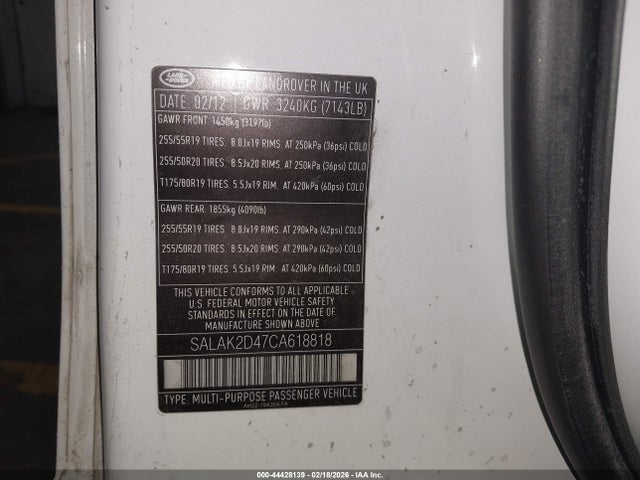 LAND ROVER
LANDROVER IN THE UK
DATE 02/12 GWR 3240KG (7143LB)
GAWR FRONT: 1450kg (3197lb)
255/55R19 TIRES. 8.0Jx19 RIMS. AT 250kPa (36psi) COLD
255/50R20 TIRES. 8.5Jx20 RIMS. AT 250kPa (36psi) COLD
T175/80R19 TIRES. 5.5Jx19 RIM. AT 420kPa (60psi) COLD
GAWR REAR: 1855kg (4090lb)
255/55R19 TIRES. 8.0Jx19 RIMS. AT 290kPa (42psi) COLD
255/50R20 TIRES. 8.5Jx20 RIMS. AT 290kPa (42psi) COLD
T175/80R19 TIRES. 5.5Jx19 RIM. AT 420kPa (60psi) COLD
THIS VEHICLE CONFORMS TO ALL APPLICABLE
U.S. FEDERAL MOTOR VEHICLE SAFETY
STANDARDS IN EFFECT ON THE DATE OF
MANUFACTURE SHOWN ABOVE
SALAK2D47CA618818
TYPE: MULTI-PURPOSE PASSENGER VEHICLE
000-44428139 - 02/18/2026 - IAA Inc.